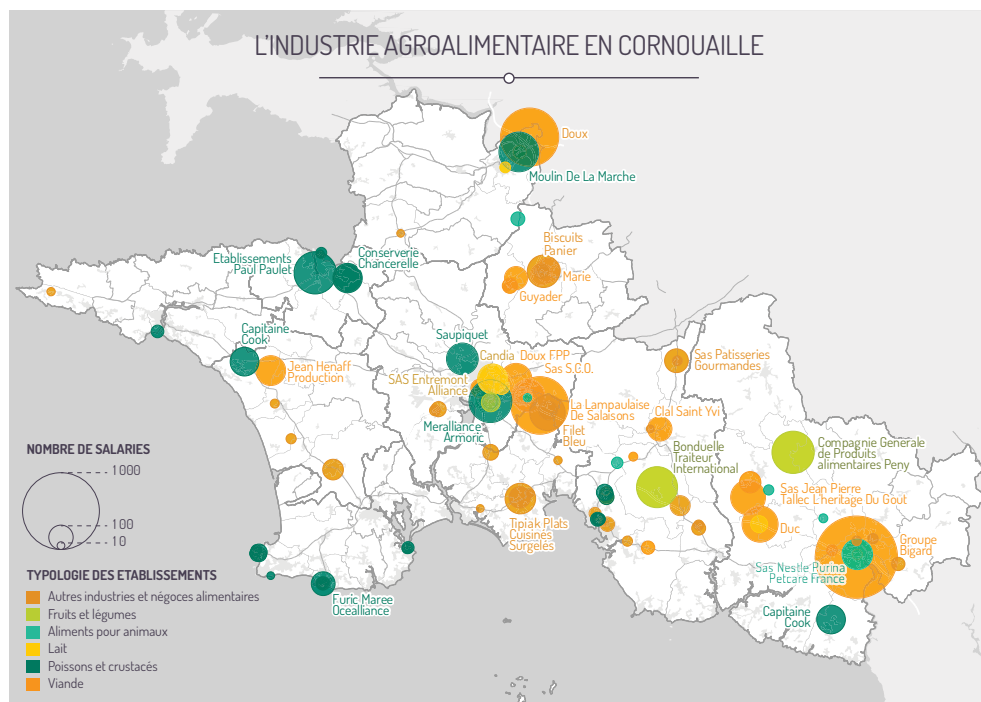 L'INDUSTRIE AGROALIMENTAIRE EN CORNOUAILLE
Doux
Moulin De La Marche
Biscuits
Panier
Marie
Guyader
Etablissements
Paul Paulet
Conserverie
Chancerelle
Capitaine
Cook
Jean Henaff
Production
Saupiquet
Candia
Doux FPP
Sas S.G.O.
SAS Entremont
Alliance
Meralliance
Armoric
La Lampaulaise
De Salaisons
Filet
Bleu
Sas Patisseries
Gourmandes
Clal Saint Yvi
Bonduelle
Traiteur
International
Compagnie Generale
de Produits
alimentaires Peny
Sas Jean Pierre
Tallec L'heritage Du Gout
Duc
Groupe
Bigard
Sas Nestle Purina
Petcare France
Capitaine
Cook
Tipiak Plats
Cuisines
Surgeles
Furic Maree
Ocealliance
NOMBRE DE SALARIES
1000
100
10
TYPOLOGIE DES ETABLISSEMENTS
Autres industries et négoces alimentaires
Fruits et légumes
Aliments pour animaux
Lait
Poissons et crustacés
Viande